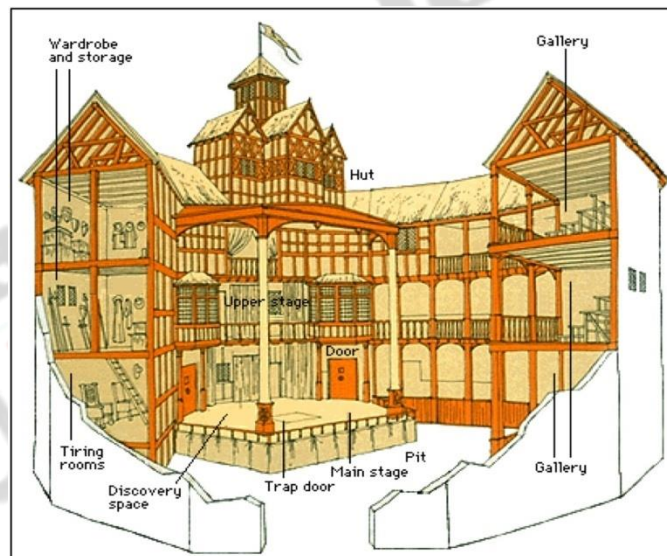 Wardrobe
and storage
Gallery
Hut
Upper stage
Door
Tiring
rooms
Discovery
space
Trap door
Main stage
Pit
Gallery